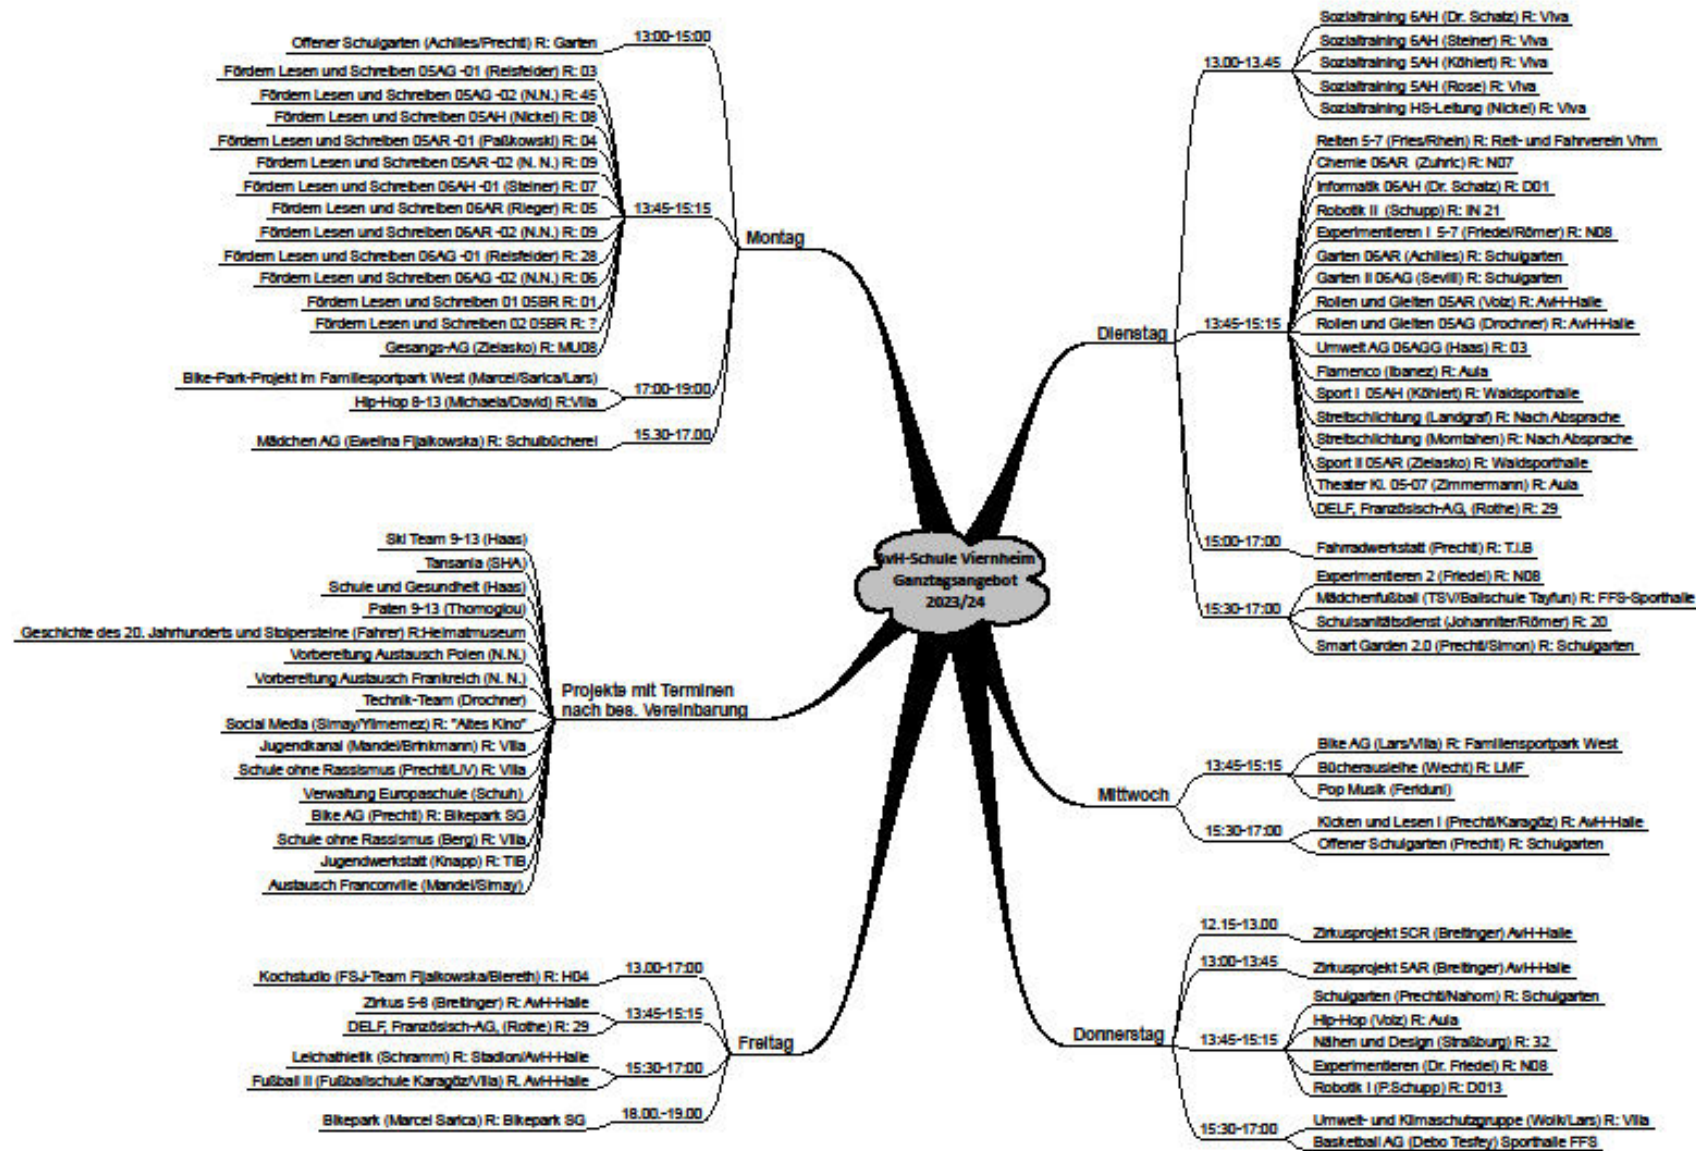 AvH-Schule Viernheim
Ganztagsangebot
2023/24
Montag
13:00-15:00
Offener Schulgarten (Achilles/Prechtl) R: Garten
13:45-15:15
Fördern Lesen und Schreiben 05AG -01 (Reisfelder) R: 03
Fördern Lesen und Schreiben 05AG -02 (N.N.) R: 45
Fördern Lesen und Schreiben 05AH (Nickel) R: 08
Fördern Lesen und Schreiben 05AR -01 (Paßkowski) R: 04
Fördern Lesen und Schreiben 05AR -02 (N. N.) R: 09
Fördern Lesen und Schreiben 06AH -01 (Steiner) R: 07
Fördern Lesen und Schreiben 06AR (Rieger) R: 05
Fördern Lesen und Schreiben 06AR -02 (N.N.) R: 09
Fördern Lesen und Schreiben 06AG -01 (Reisfelder) R: 28
Fördern Lesen und Schreiben 06AG -02 (N.N.) R: 06
Fördern Lesen und Schreiben 01 05BR R: 01
Fördern Lesen und Schreiben 02 05BR R: ?
Gesangs-AG (Zielasko) R: MU08
17:00-19:00
Bike-Park-Projekt im Familiesportpark West (Marcel/Sarica/Lars)
Hip-Hop 8-13 (Michaela/David) R:Villa
15.30-17.00
Mädchen AG (Ewelina Fijalkowska) R: Schulbücherei
Dienstag
13.00-13.45
Sozialtraining 6AH (Dr. Schatz) R: Viva
Sozialtraining 6AH (Steiner) R: Viva
Sozialtraining 5AH (Köhlert) R: Viva
Sozialtraining 5AH (Rose) R: Viva
Sozialtraining HS-Leitung (Nickel) R: Viva
13:45-15:15
Reiten 5-7 (Fries/Rhein) R: Reit- und Fahrverein Vhm
Chemie 06AR (Zuhric) R: N07
Informatik 06AH (Dr. Schatz) R: D01
Robotik II (Schupp) R: IN 21
Experimentieren I 5-7 (Friedel/Römer) R: N08
Garten 06AR (Achilles) R: Schulgarten
Garten II 06AG (Sevilil) R: Schulgarten
Rollen und Gleiten 05AR (Volz) R: AvH-Halle
Rollen und Gleiten 05AG (Drochner) R: AvH-Halle
Umwelt AG 06AGG (Haas) R: 03
Flamenco (Ibanez) R: Aula
Sport I 05AH (Köhlert) R: Waldsporthalle
Streitschlichtung (Landgraf) R: Nach Absprache
Streitschlichtung (Momtahen) R: Nach Absprache
Sport II 05AR (Zielasko) R: Waldsporthalle
Theater Kl. 05-07 (Zimmermann) R: Aula
DELF, Französisch-AG, (Rothe) R: 29
15:00-17:00
Fahrradwerkstatt (Prechtl) R: T.I.B
15:30-17:00
Experimentieren 2 (Friedel) R: N08
Mädchenfußball (TSV/Ballschule Tayfun) R: FFS-Sporthalle
Schulsanitätsdienst (Johanniter/Römer) R: 20
Smart Garden 2.0 (Prechtl/Simon) R: Schulgarten
Mittwoch
13:45-15:15
Bike AG (Lars/Villa) R: Familiensportpark West
Bücherausleihe (Wecht) R: LMF
Pop Musik (Feriduni)
15:30-17:00
Kicken und Lesen I (Prechtl/Karagöz) R: AvH-Halle
Offener Schulgarten (Prechtl) R: Schulgarten
Donnerstag
12.15-13.00
Zirkusprojekt 5CR (Breitinger) AvH-Halle
13:00-13:45
Zirkusprojekt 5AR (Breitinger) AvH-Halle
13:45-15:15
Schulgarten (Prechtl/Nahom) R: Schulgarten
Hip-Hop (Volz) R: Aula
Nähen und Design (Straßburg) R: 32
Experimentieren (Dr. Friedel) R: N08
Robotik I (P.Schupp) R: D013
15:30-17:00
Umwelt- und Klimaschutzgruppe (Wolk/Lars) R: Villa
Basketball AG (Debo Tesfey) Sporthalle FFS
Freitag
13.00-17:00
Kochstudio (FSJ-Team Fijalkowska/Biereth) R: H04
13:45-15:15
Zirkus 5-8 (Breitinger) R: AvH-Halle
DELF, Französisch-AG, (Rothe) R: 29
15:30-17:00
Leichathletik (Schramm) R: Stadion/AvH-Halle
Fußball II (Fußballschule Karagöz/Villa) R. AvH-Halle
18.00.-19.00
Bikepark (Marcel Sarica) R: Bikepark SG
Projekte mit Terminen
nach bes. Vereinbarung
Ski Team 9-13 (Haas)
Tansania (SHA)
Schule und Gesundheit (Haas)
Paten 9-13 (Thomoglou)
Geschichte des 20. Jahrhunderts und Stolpersteine (Fahrer) R:Heimatmuseum
Vorbereitung Austausch Polen (N.N.)
Vorbereitung Austausch Frankreich (N. N.)
Technik-Team (Drochner)
Social Media (Simay/Yilmemez) R: "Altes Kino"
Jugendkanal (Mandel/Brinkmann) R: Villa
Schule ohne Rassismus (Prechtl/LIV) R: Villa
Verwaltung Europaschule (Schuh)
Bike AG (Prechtl) R: Bikepark SG
Schule ohne Rassismus (Berg) R: Villa
Jugendwerkstatt (Knapp) R: TIB
Austausch Franconville (Mandel/Simay)